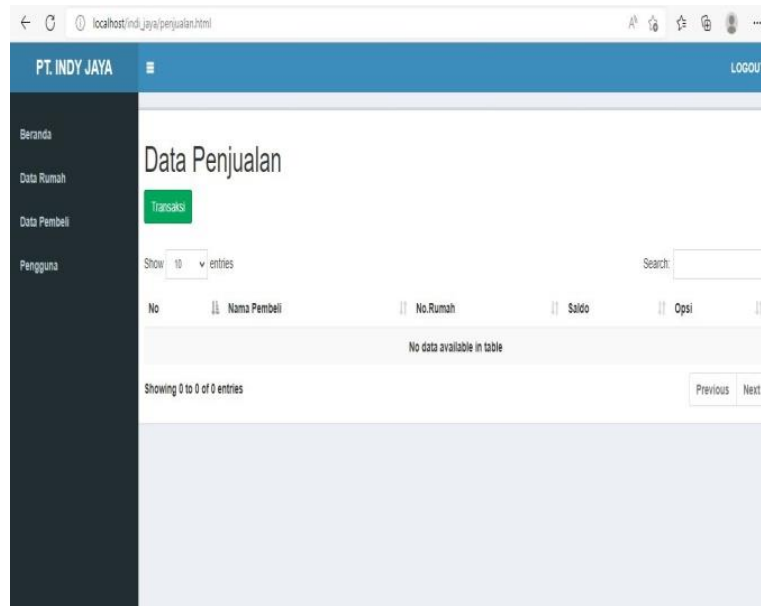 localhost/indi_jaya/penjualan.html
PT. INDY JAYA
LOGOUT
Beranda
Data Rumah
Data Pembeli
Pengguna
Data Penjualan
Transaksi
Show 10 entries
Search:
No Nama Pembeli No.Rumah Saldo Opsi
No data available in table
Showing 0 to 0 of 0 entries
Previous Next